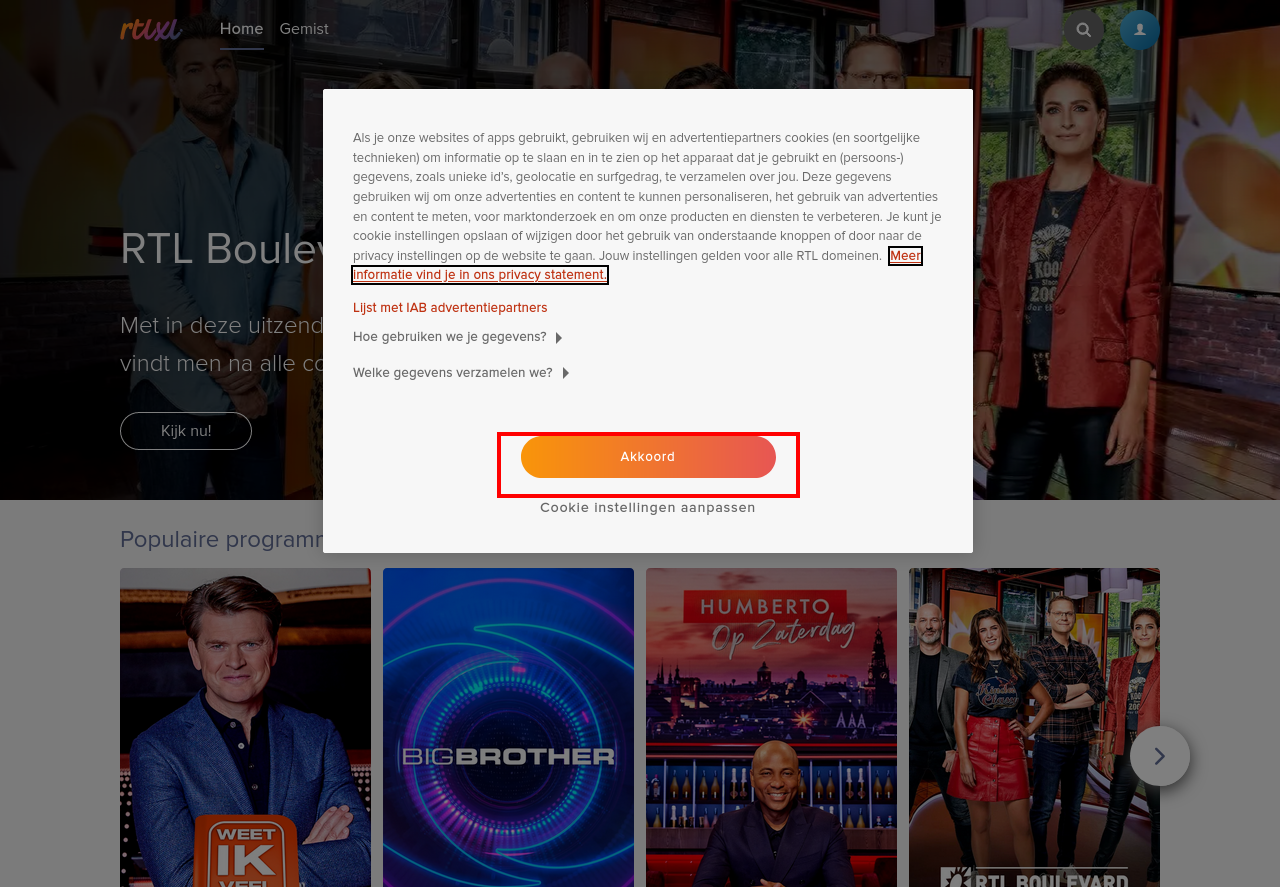 rtlxl Home Gemist
Als je onze websites of apps gebruikt, gebruiken wij en advertentiepartners cookies (en soortgelijke
technieken) om informatie op te slaan en in te zien op het apparaat dat je gebruikt en (persoons-)
gegevens, zoals unieke id's, geolocatie en surfgedrag, te verzamelen over jou. Deze gegevens
gebruiken wij om onze advertenties en content te kunnen personaliseren, het gebruik van advertenties
en content te meten, voor marktonderzoek en om onze producten en diensten te verbeteren. Je kunt je
cookie instellingen opslaan of wijzigen door het gebruik van onderstaande knoppen of door naar de
privacy instellingen op de website te gaan. Jouw instellingen gelden voor alle RTL domeinen. Meer
informatie vind je in ons privacy statement.
Lijst met IAB advertentiepartners
Hoe gebruiken we je gegevens?
Welke gegevens verzamelen we?
Akkoord
Cookie instellingen aanpassen
RTL Boulev
Met in deze uitzend
vindt men na alle co
Kijk nu!
Populaire program
WEET
IK
VEEL
BIGBROTHER
HUMBERTO
Op Zaterdag
RTL BOULEVARD